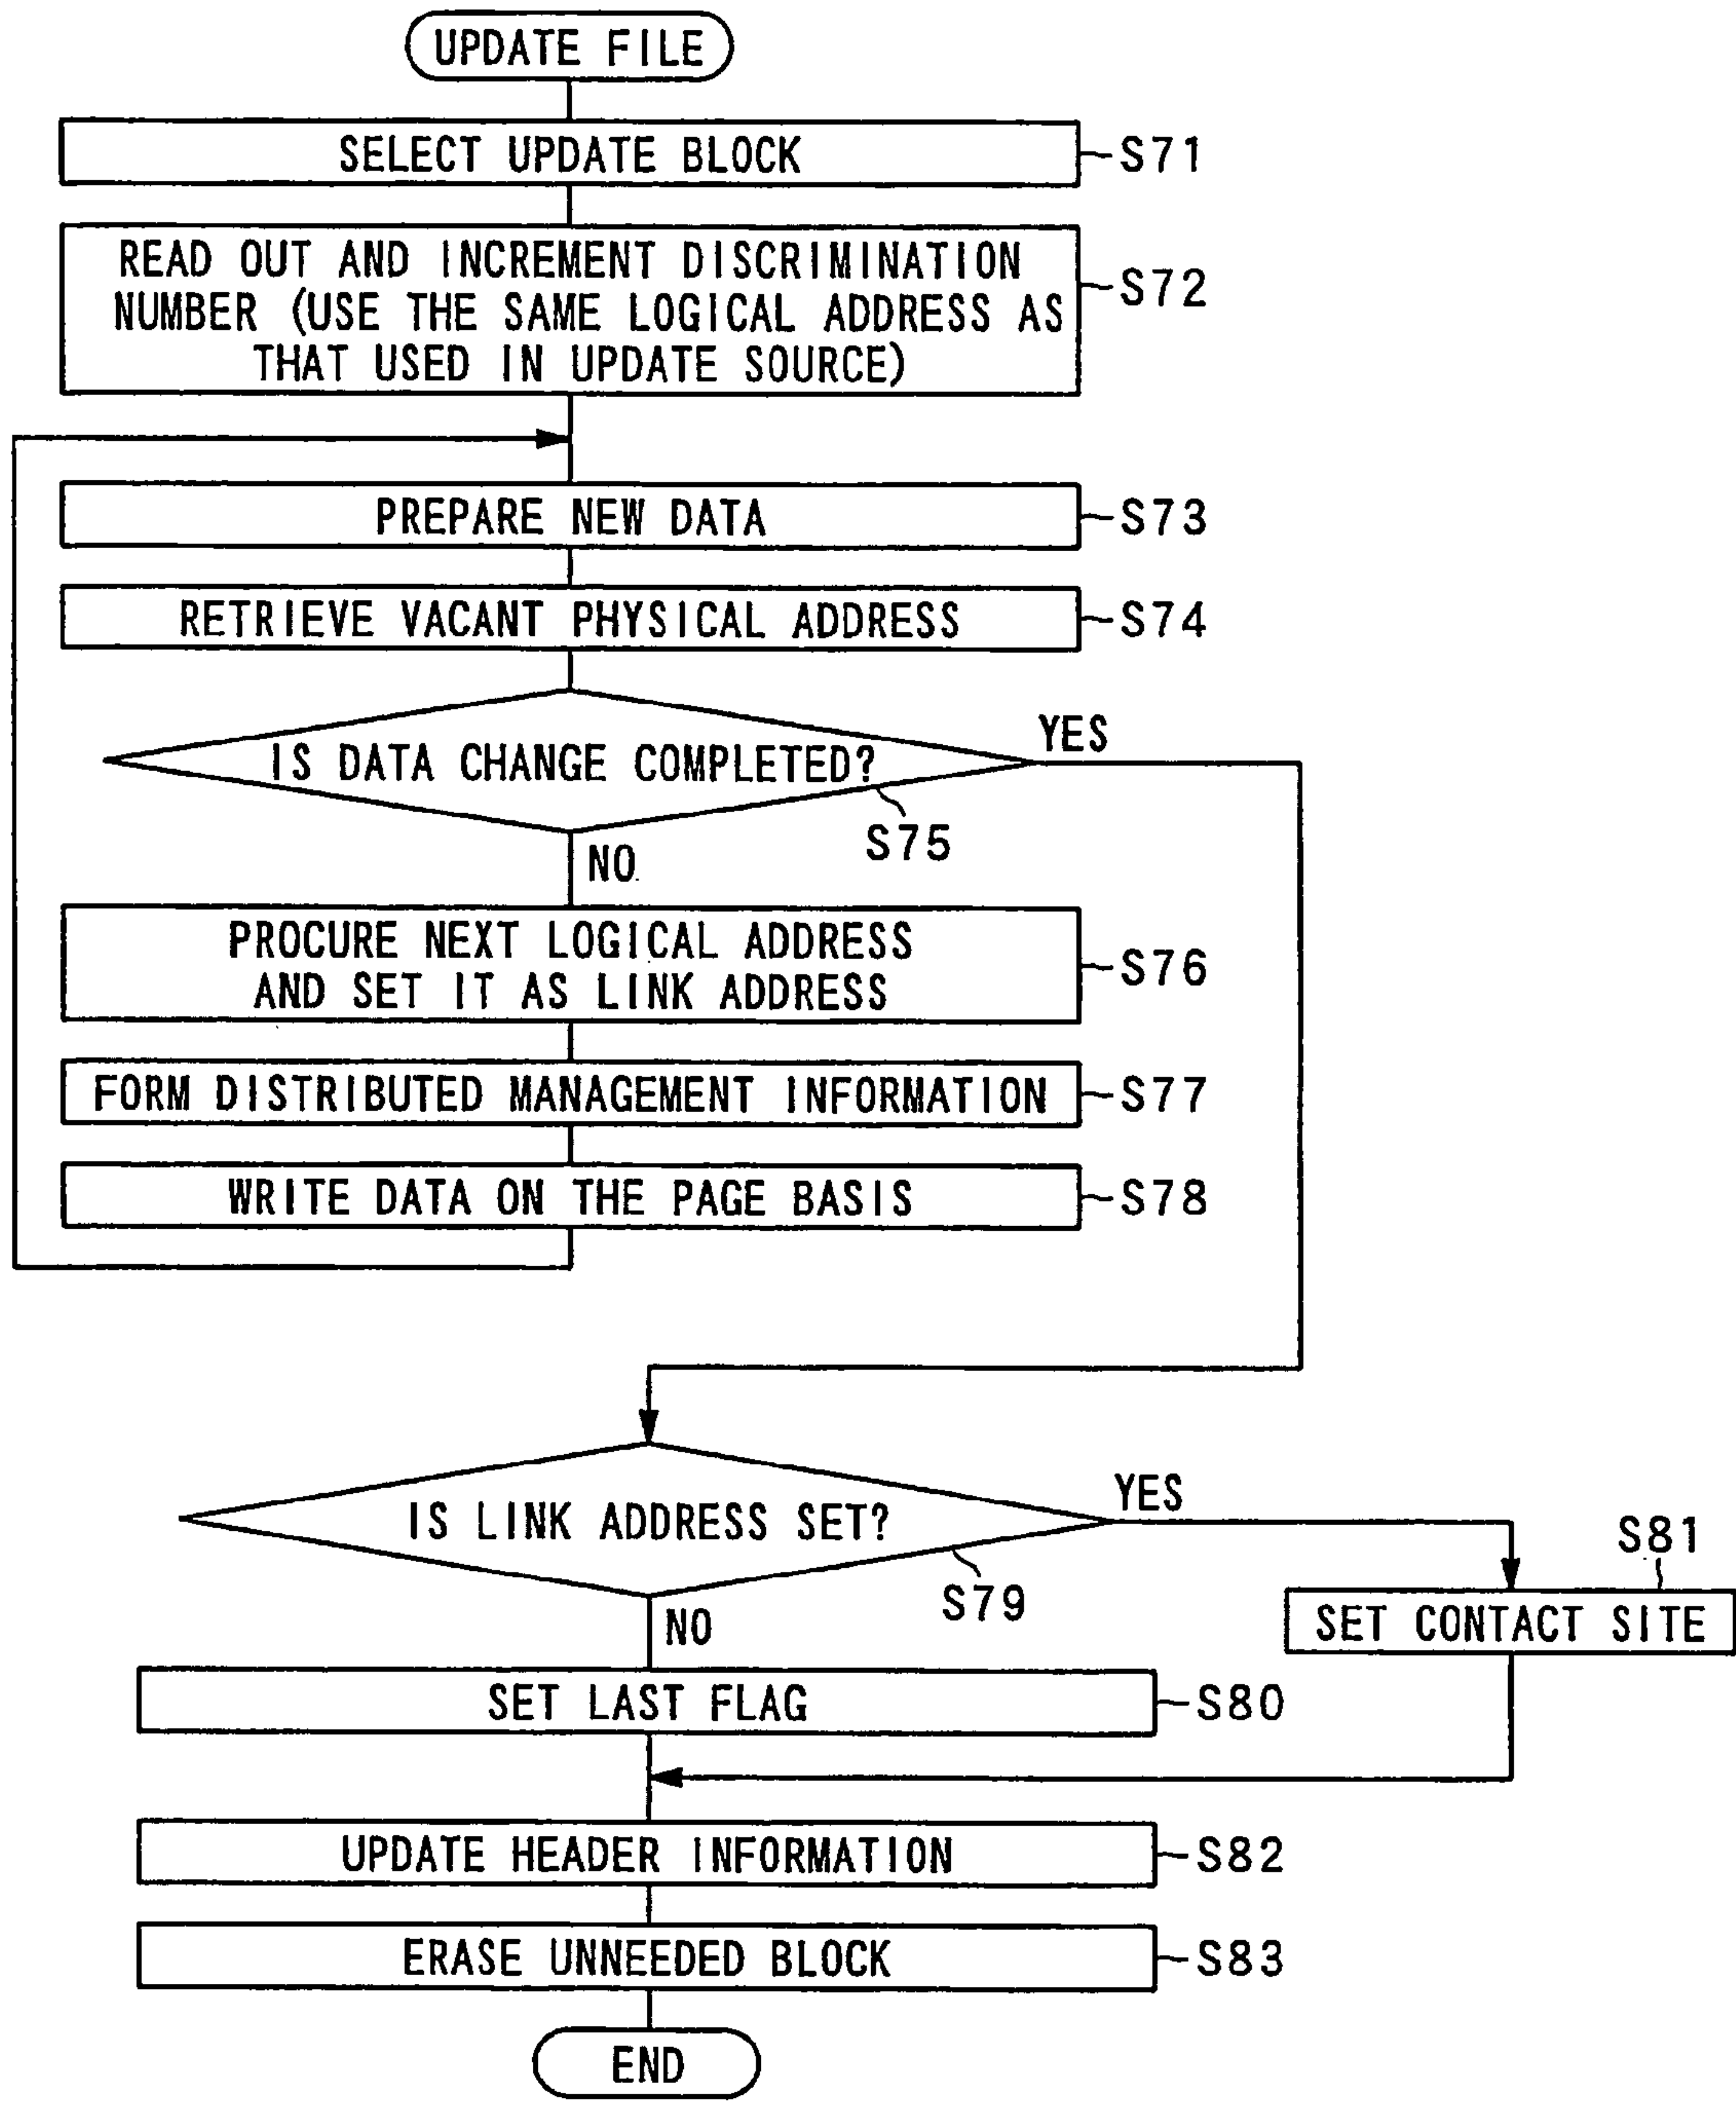 UPDATE FILE
SELECT UPDATE BLOCK
S71
READ OUT AND INCREMENT DISCRIMINATION
NUMBER (USE THE SAME LOGICAL ADDRESS AS
THAT USED IN UPDATE SOURCE)
S72
PREPARE NEW DATA
S73
RETRIEVE VACANT PHYSICAL ADDRESS
S74
IS DATA CHANGE COMPLETED?
YES
S75
NO
PROCURE NEXT LOGICAL ADDRESS
AND SET IT AS LINK ADDRESS
S76
FORM DISTRIBUTED MANAGEMENT INFORMATION
S77
WRITE DATA ON THE PAGE BASIS
S78
IS LINK ADDRESS SET?
YES
S79
NO
S81
SET CONTACT SITE
SET LAST FLAG
S80
UPDATE HEADER INFORMATION
S82
ERASE UNNEEDED BLOCK
S83
END